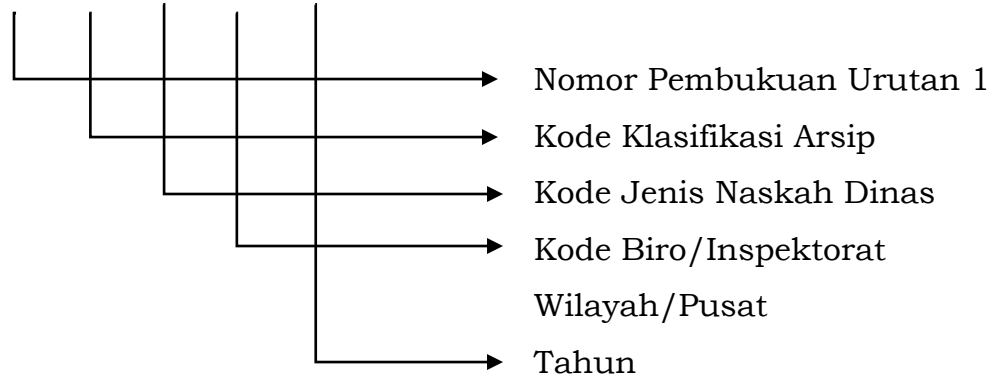 Nomor Pembukuan Urutan 1
Kode Klasifikasi Arsip
Kode Jenis Naskah Dinas
Kode Biro/Inspektorat
Wilayah/Pusat
Tahun